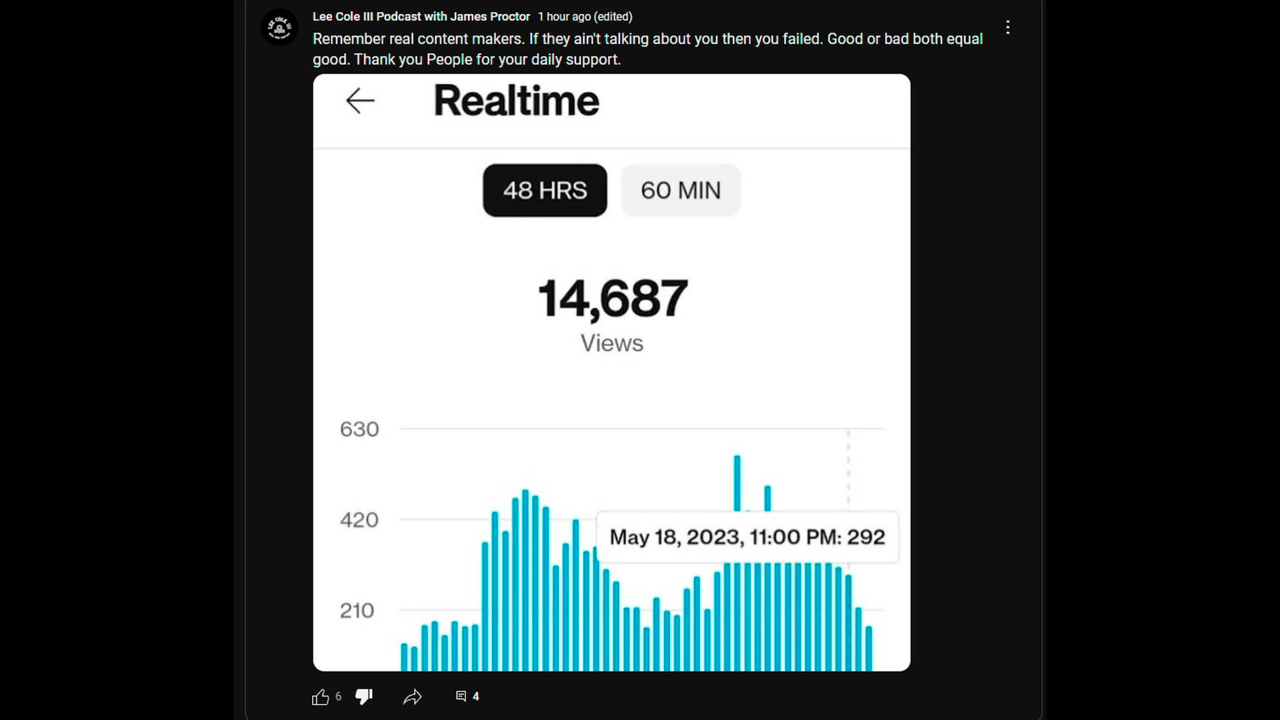 Lee Cole III Podcast with James Proctor 1 hour ago (edited)
Remember real content makers. If they ain't talking about you then you failed. Good or bad both equal
good. Thank you People for your daily support.
Realtime
48 HRS 60 MIN
14,687
Views
630
420
May 18, 2023, 11:00 PM: 292
210
6 4